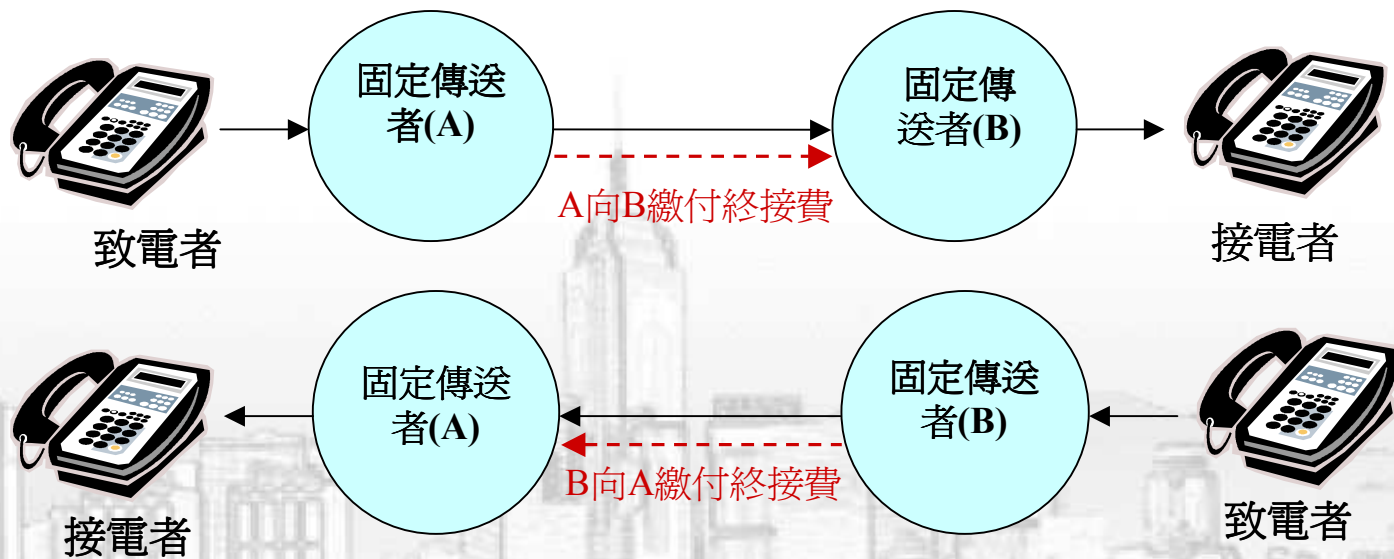 固定傳送
者(A)
固定傳
送者(B)
A向B繳付終接費
致電者
接電者
固定傳送
者(A)
固定傳送
者(B)
B向A繳付終接費
接電者
致電者